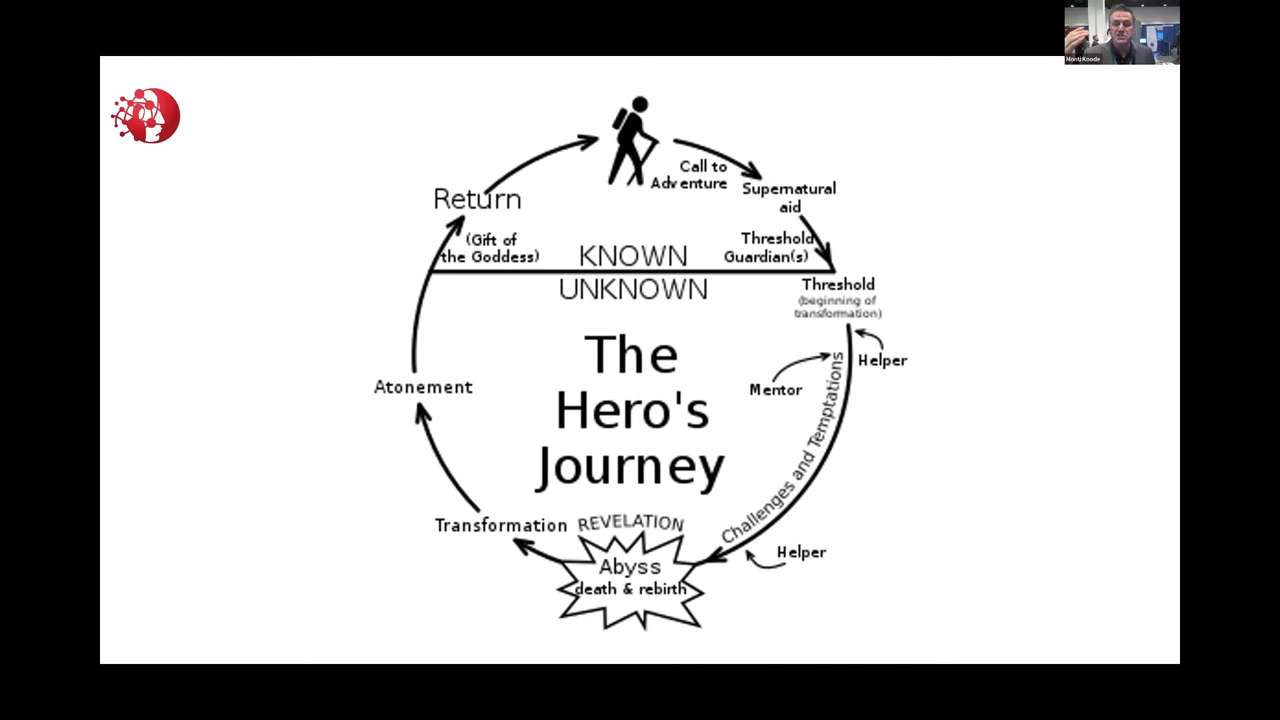 Monti Knode
Call to
Adventure
Supernatural
aid
Return
(Gift of
the Goddess)
KNOWN
Threshold
Guardian(s)
UNKNOWN
Threshold
(beginning of
transformation)
Helper
Mentor
Challenges and Temptations
The
Hero's
Journey
Atonement
Transformation
REVELATION
Abyss
death & rebirth
Helper